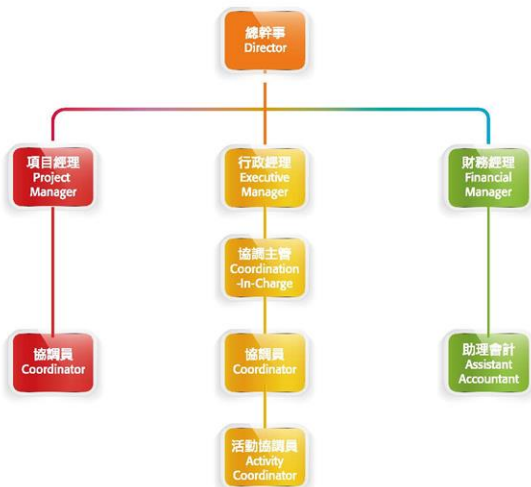 總幹事
Director
項目經理
Project
Manager
行政經理
Executive
Manager
財務經理
Financial
Manager
協調主管
Coordination
-In-Charge
協調員
Coordinator
協調員
Coordinator
助理會計
Assistant
Accountant
活動協調員
Activity
Coordinator